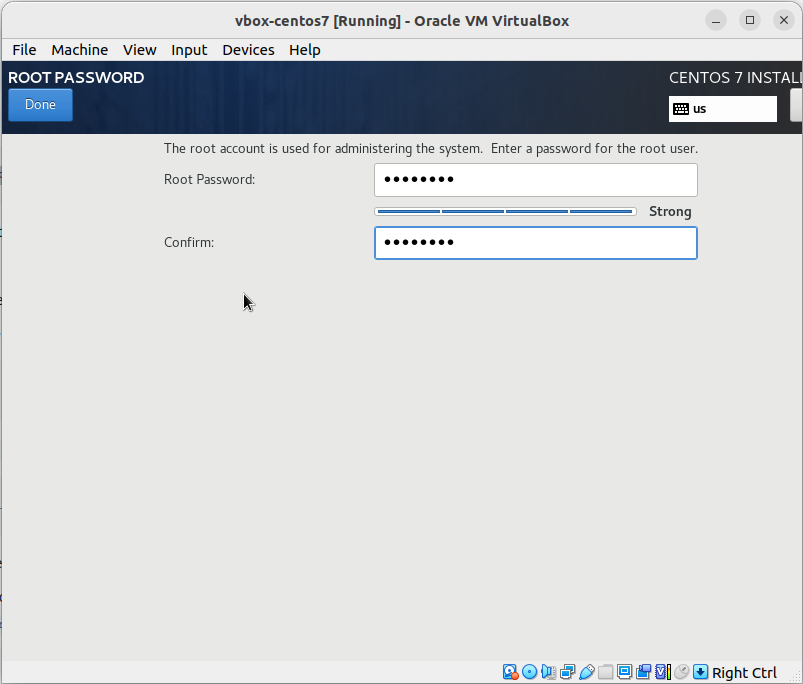 vbox-centos7 [Running] - Oracle VM VirtualBox
File Machine View Input Devices Help
ROOT PASSWORD
CENTOS 7 INSTALL
Done
us
The root account is used for administering the system. Enter a password for the root user.
Root Password:
••••••••
Strong
Confirm:
••••••••
Right Ctrl